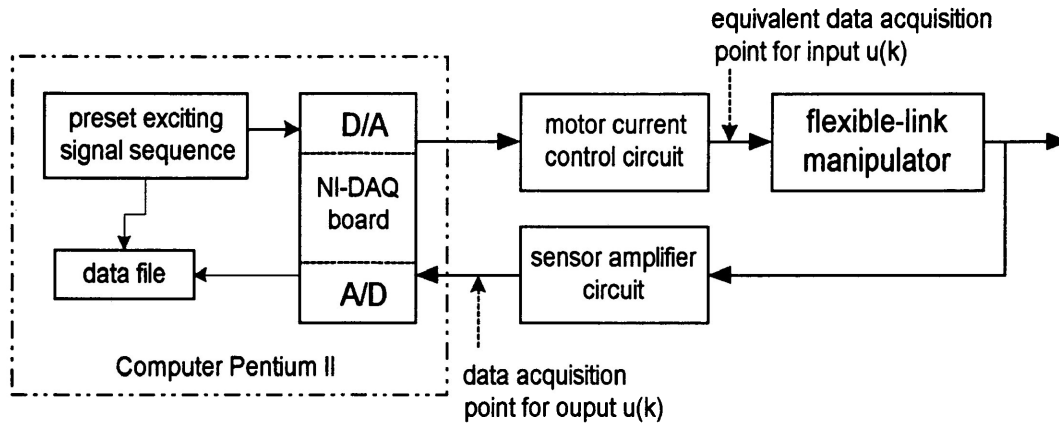 equivalent data acquisition
point for input u(k)
preset exciting
signal sequence
D/A
NI-DAQ
board
A/D
motor current
control circuit
flexible-link
manipulator
data file
sensor amplifier
circuit
Computer Pentium II
data acquisition
point for ouput u(k)